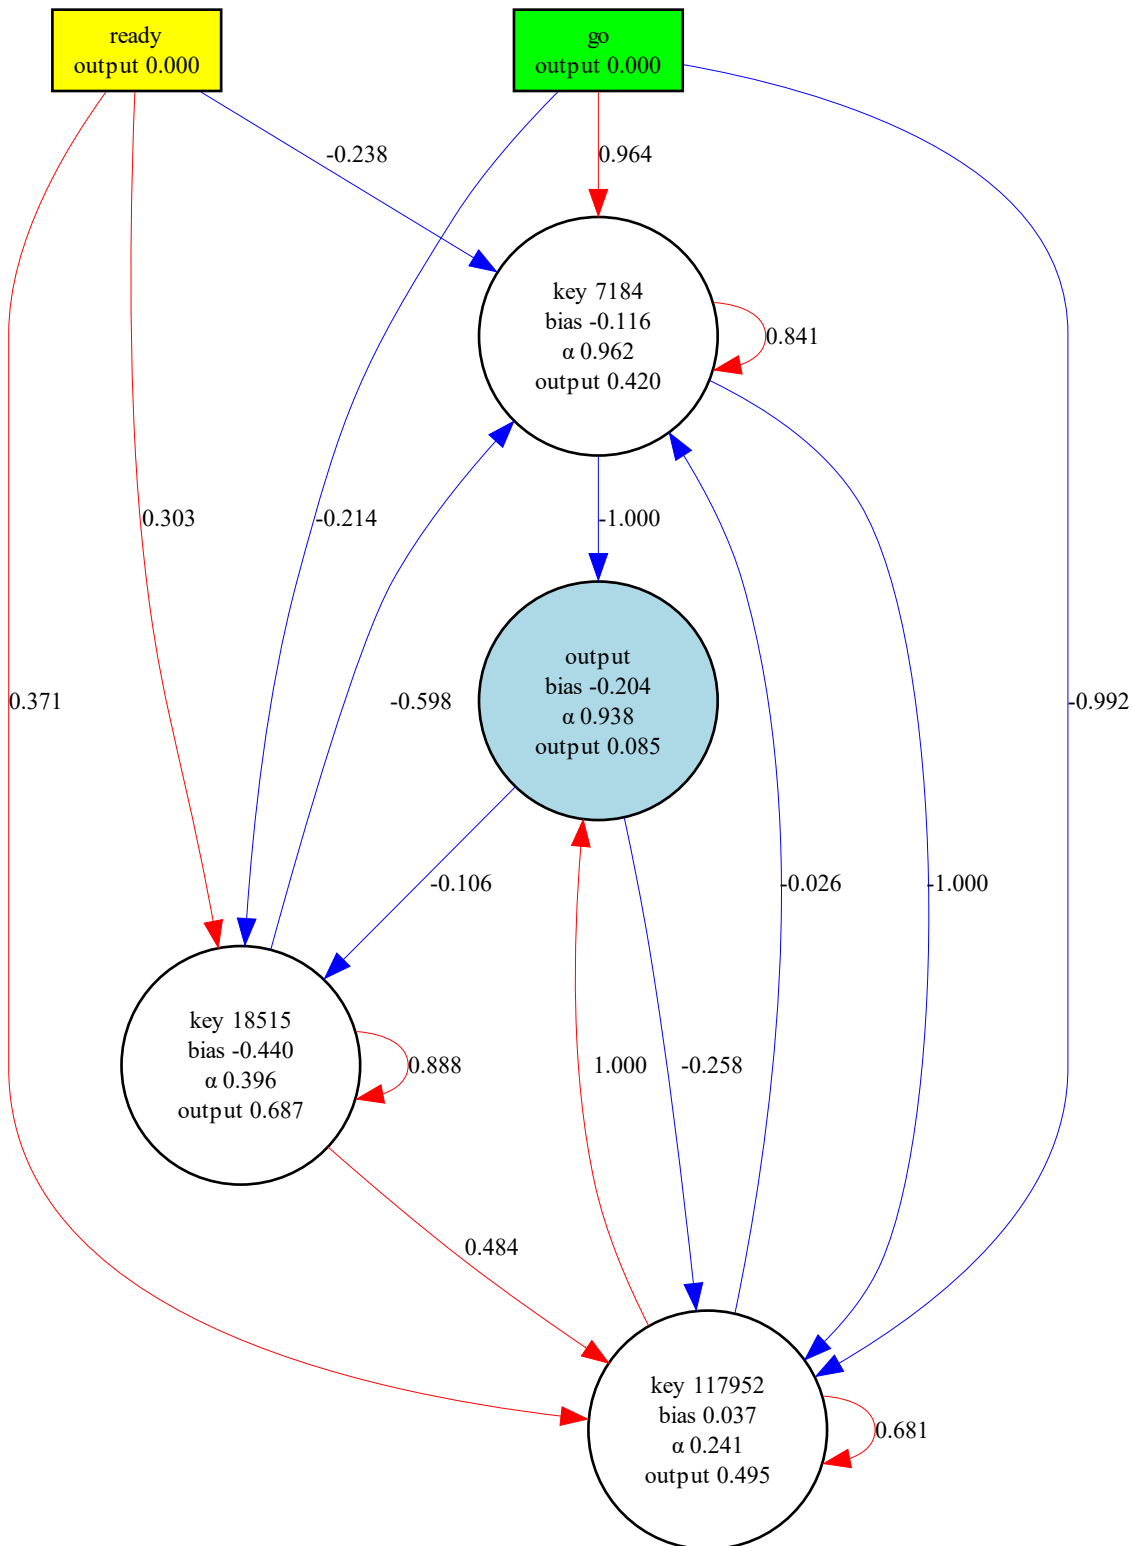 ready
output 0.000
go
output 0.000
-0.238
0.964
key 7184
bias -0.116
α 0.962
output 0.420
0.841
0.303
-0.214
-1.000
0.371
-0.598
output
bias -0.204
α 0.938
output 0.085
-0.992
-0.106
-0.026
-1.000
key 18515
bias -0.440
α 0.396
output 0.687
0.888
1.000
-0.258
0.484
key 117952
bias 0.037
α 0.241
output 0.495
0.681